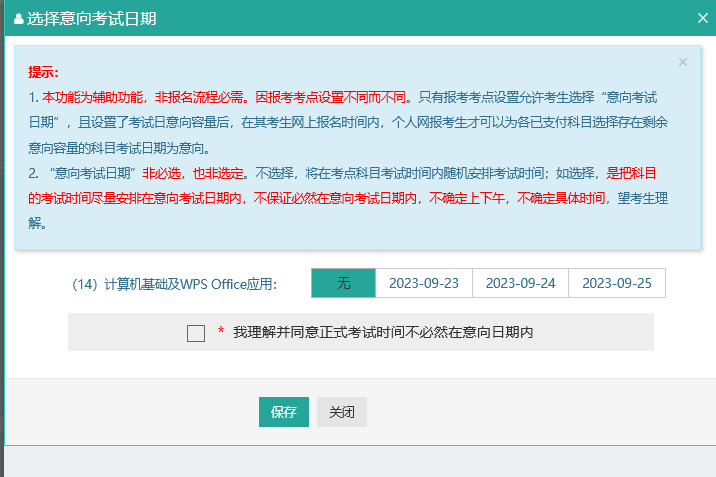 选择意向考试日期
提示：
1. 本功能为辅助功能，非报名流程必需。因报考考点设置不同而不同。只有报考考点设置允许考生选择“意向考试
日期”，且设置了考试日意向容量后，在其考生网上报名时间内，个人网报考生才可以为各已支付科目选择存在剩余
意向容量的科目考试日期为意向。
2. “意向考试日期”非必选，也非选定。不选择，将在考点科目考试时间内随机安排考试时间；如选择，是把科目
的考试时间尽量安排在意向考试日期内，不保证必然在意向考试日期内，不确定上下午，不确定具体时间，望考生理
解。
（14）计算机基础及WPS Office应用： 无 2023-09-23 2023-09-24 2023-09-25
* 我理解并同意正式考试时间不必然在意向日期内
保存 关闭